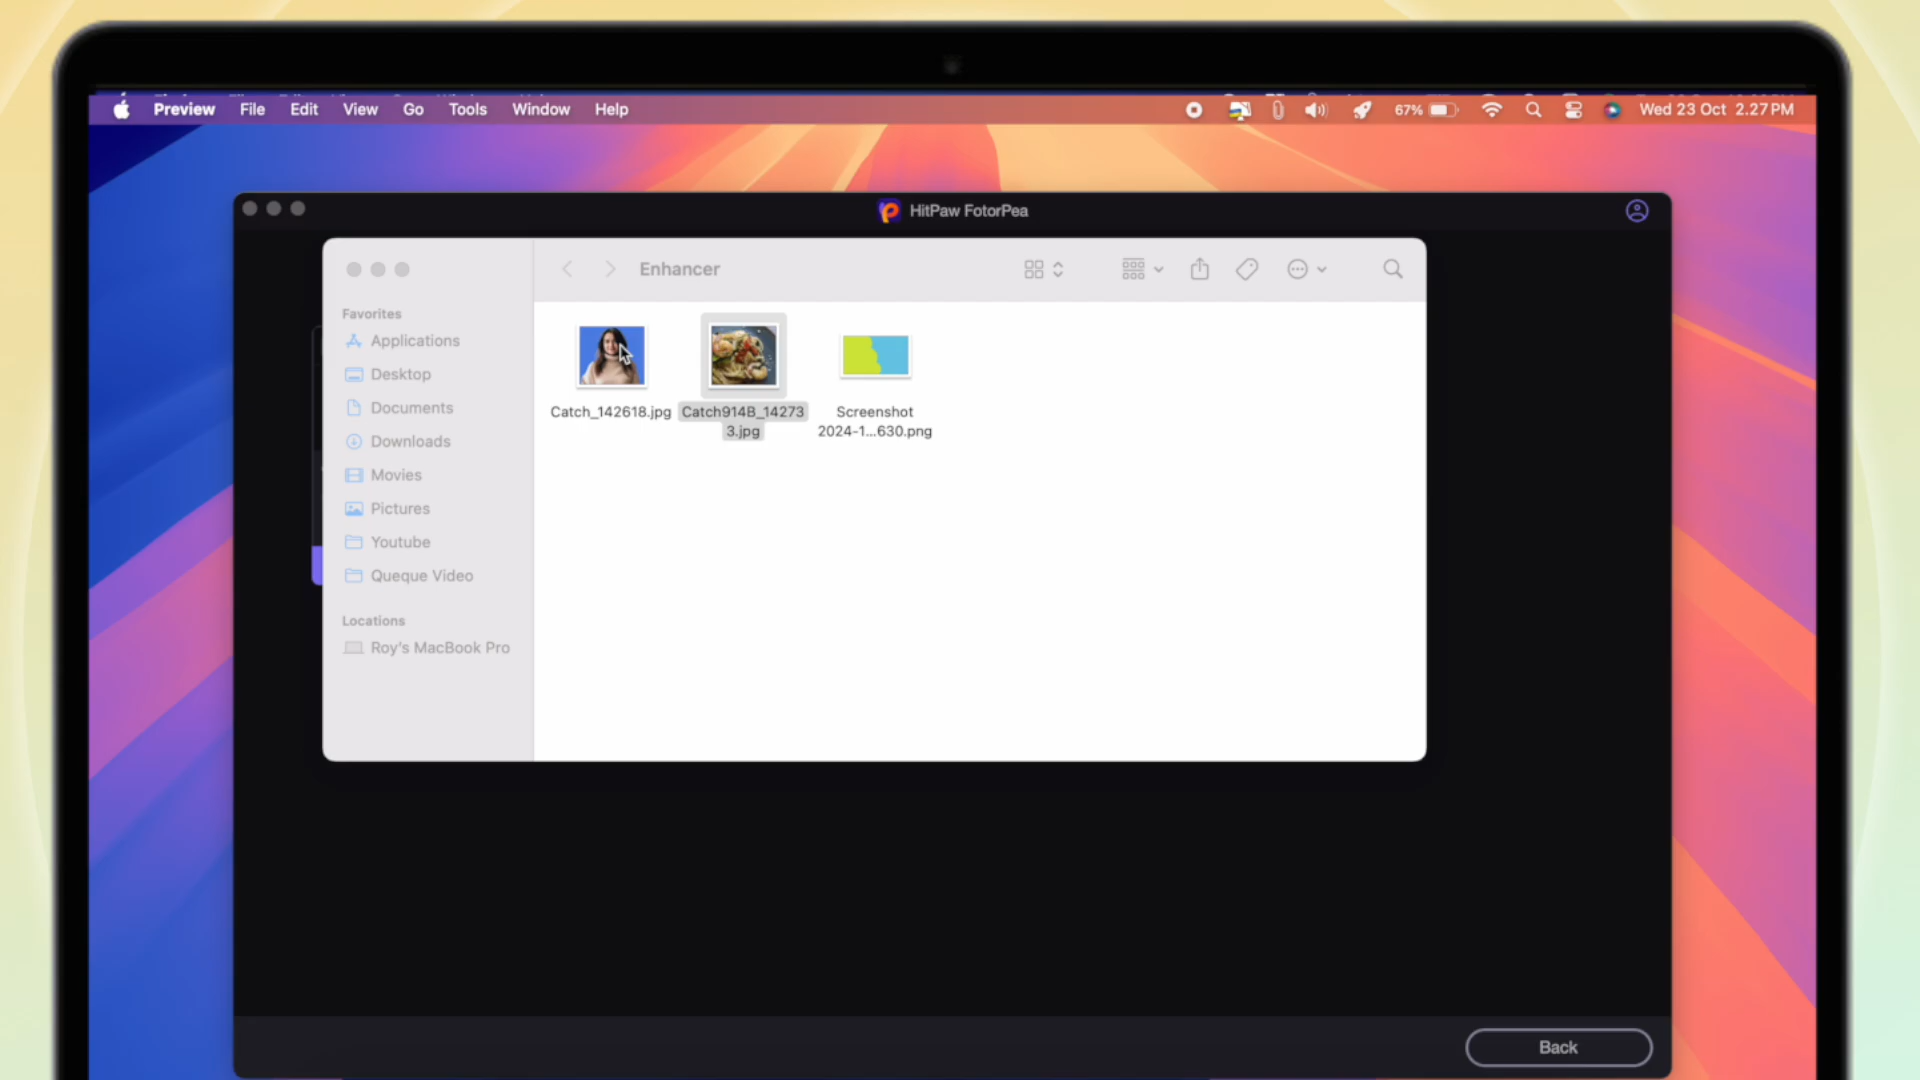 Preview File Edit View Go Tools Window Help
67% Wed 23 Oct 2.27 PM
HitPaw FotorPea
Enhancer
Favorites
Applications
Desktop
Documents
Downloads
Movies
Pictures
Youtube
Queque Video
Locations
Roy's MacBook Pro
Catch_142618.jpg
Catch914B_14273
3.jpg
Screenshot
2024-1...630.png
Back